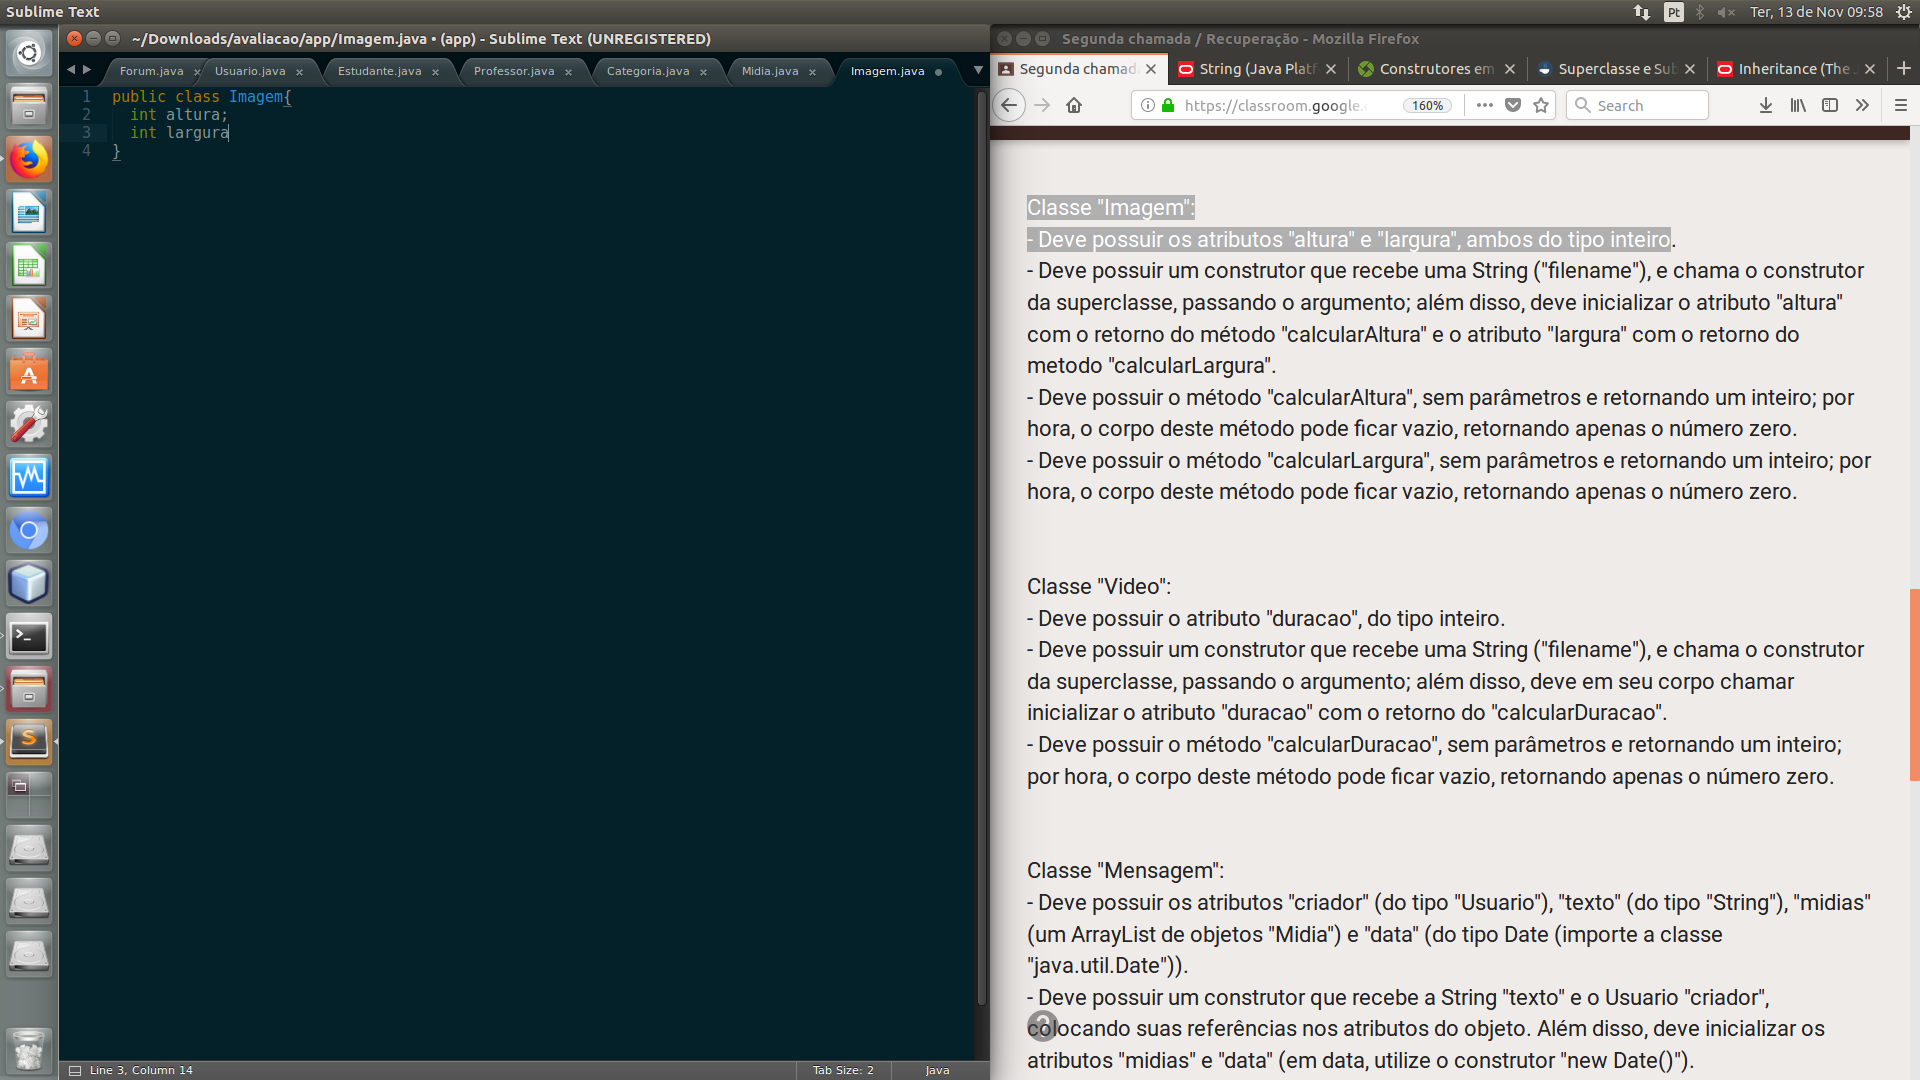 Sublime Text
Pt
Ter, 13 de Nov 09:58
~/Downloads/avaliacao/app/Imagem.java • (app) - Sublime Text (UNREGISTERED)
Forum.java
Usuario.java
Estudante.java
Professor.java
Categoria.java
Midia.java
Imagem.java
1 public class Imagem{
2 int altura;
3 int largura
4 }
Line 3, Column 14
Tab Size: 2
Java
Segunda chamada / Recuperação - Mozilla Firefox
Segunda chamad
String (Java Platf
Construtores em
Superclasse e Sub
Inheritance (The J
https://classroom.google.c
160%
Search
Classe "Imagem":
- Deve possuir os atributos "altura" e "largura", ambos do tipo inteiro.
- Deve possuir um construtor que recebe uma String ("filename"), e chama o construtor
da superclasse, passando o argumento; além disso, deve inicializar o atributo "altura"
com o retorno do método "calcularAltura" e o atributo "largura" com o retorno do
metodo "calcularLargura".
- Deve possuir o método "calcularAltura", sem parâmetros e retornando um inteiro; por
hora, o corpo deste método pode ficar vazio, retornando apenas o número zero.
- Deve possuir o método "calcularLargura", sem parâmetros e retornando um inteiro; por
hora, o corpo deste método pode ficar vazio, retornando apenas o número zero.
Classe "Video":
- Deve possuir o atributo "duracao", do tipo inteiro.
- Deve possuir um construtor que recebe uma String ("filename"), e chama o construtor
da superclasse, passando o argumento; além disso, deve em seu corpo chamar
inicializar o atributo "duracao" com o retorno do "calcularDuracao".
- Deve possuir o método "calcularDuracao", sem parâmetros e retornando um inteiro;
por hora, o corpo deste método pode ficar vazio, retornando apenas o número zero.
Classe "Mensagem":
- Deve possuir os atributos "criador" (do tipo "Usuario"), "texto" (do tipo "String"), "midias"
(um ArrayList de objetos "Midia") e "data" (do tipo Date (importe a classe
"java.util.Date")).
- Deve possuir um construtor que recebe a String "texto" e o Usuario "criador",
colocando suas referências nos atributos do objeto. Além disso, deve inicializar os
atributos "midias" e "data" (em data, utilize o construtor "new Date()").